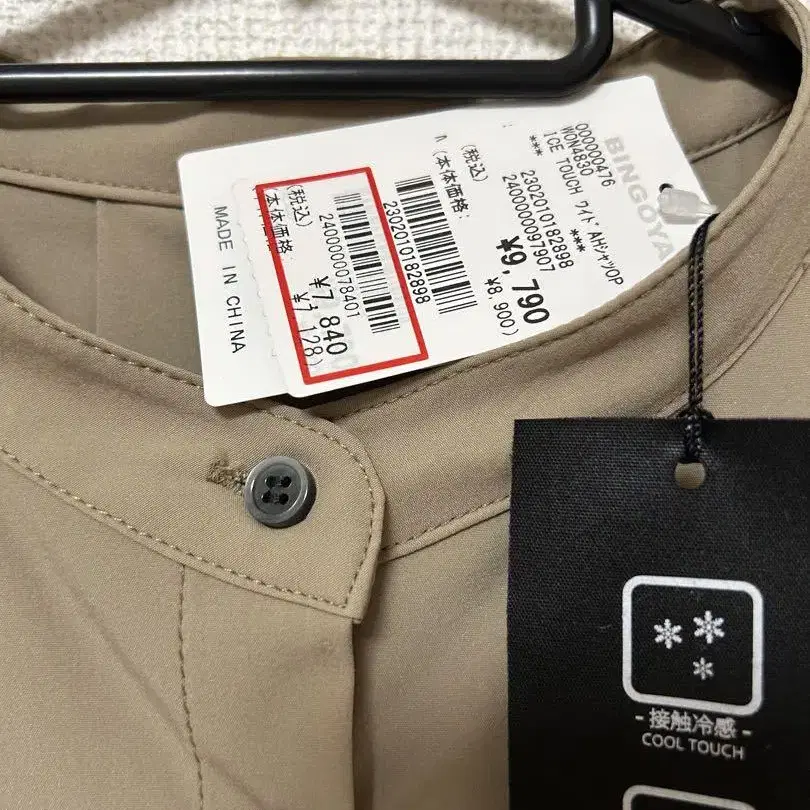 BINGOYA
000000476
WON4830
ICE TOUCH ワイドAHシャツOP
***
***
2302010182898
2400000097907
¥9,790
(税込)
(本体価格:
¥8,900)
2302010182898
2400000078401
¥7,840
(税込)
(本体価格:
¥7,128)
MADE IN CHINA
- 接触冷感 -
COOL TOUCH